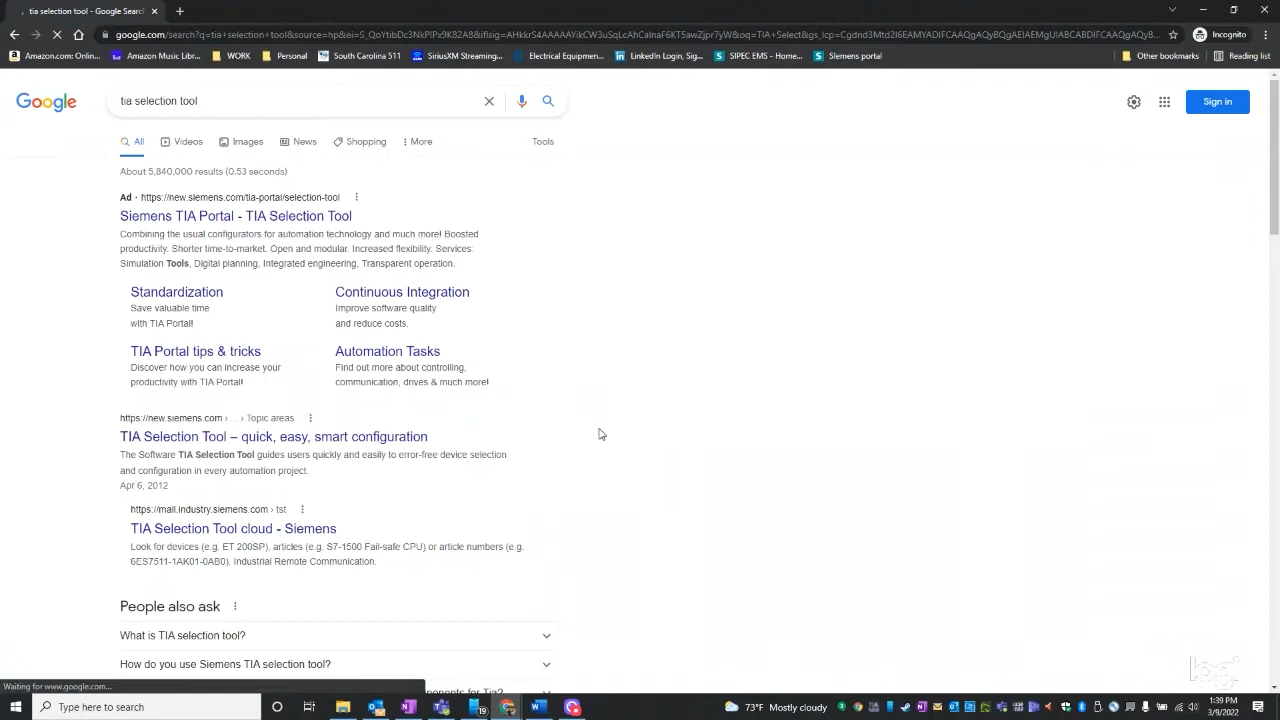 tia selection tool - Google Search
google.com/search?q=tia+selection+tool&source=hp&ei=
Incognito
Amazon.com: Onlin...
Amazon Music Libr...
Personal
South Carolina 511
SiriusXM Streaming...
Electrical Engineeri...
LinkedIn Login, Sig...
SIPEC EMS - Home...
Siemens portal
Other bookmarks
Reading list
Google
tia selection tool
Sign in
All
Videos
Images
News
Shopping
More
Tools
About 5,840,000 results (0.53 seconds)
Ad · https://new.siemens.com/tia-portal/selection-tool
Siemens TIA Portal - TIA Selection Tool
Combining the usual configurators for automation technology and much more! Boosted
productivity. Shorter time-to-market. Open and modular. Increased flexibility. Services:
Simulation Tools, Digital planning, Integrated engineering, Transparent operation.
Standardization
Save valuable time
with TIA Portal!
Continuous Integration
Improve software quality
and reduce costs.
TIA Portal tips & tricks
Discover how you can increase your
productivity with TIA Portal!
Automation Tasks
Find out more about controlling,
communication, drives & much more!
https://new.siemens.com › ... › Topic areas
TIA Selection Tool – quick, easy, smart configuration
The Software TIA Selection Tool guides users quickly and easily to error-free device selection
and configuration in every automation project.
Apr 6, 2012
https://mall.industry.siemens.com › tst
TIA Selection Tool cloud - Siemens
Look for devices (e.g. ET 200SP), articles (e.g. S7-1500 Fail-safe CPU) or article numbers (e.g.
6ES7511-1AK01-0AB0). Industrial Remote Communication.
People also ask
What is TIA selection tool?
How do you use Siemens TIA selection tool?
Waiting for www.google.com...
Type here to search
19
73°F Mostly cloudy
1:39 PM
3/9/2022